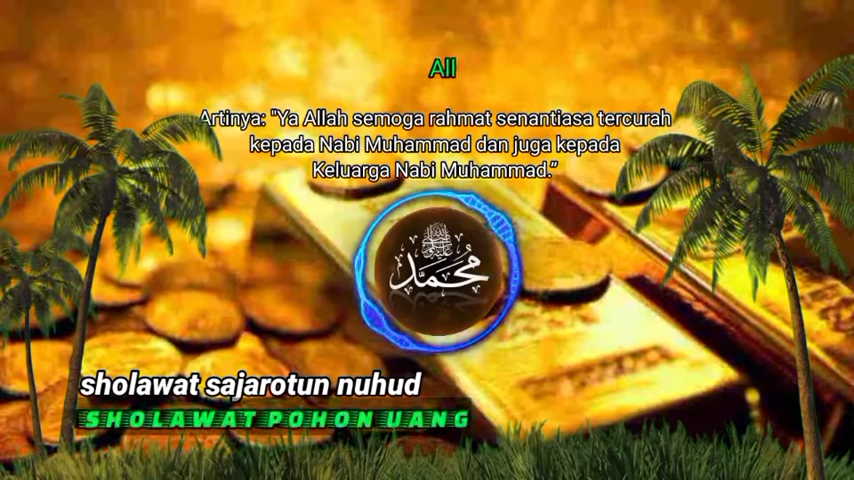 All
Artinya: "Ya Allah semoga rahmat senantiasa tercurah
kepada Nabi Muhammad dan juga kepada
Keluarga Nabi Muhammad.”
محمد
sholawat sajarotun nuhud
SHOLAWAT POHON UANG